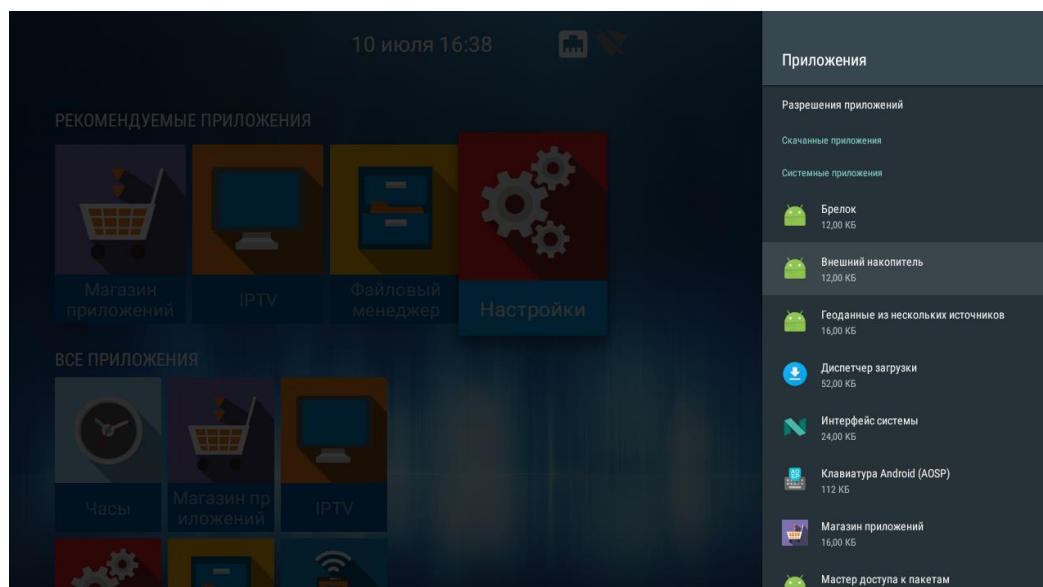 10 июля 16:38
РЕКОМЕНДУЕМЫЕ ПРИЛОЖЕНИЯ
Магазин
приложений
IPTV
Файловый
менеджер
Настройки
ВСЕ ПРИЛОЖЕНИЯ
Часы
Магазин пр
иложений
IPTV
Приложения
Разрешения приложений
Скачанные приложения
Системные приложения
Брелок
12,00 КБ
Внешний накопитель
12,00 КБ
Геоданные из нескольких источников
16,00 КБ
Диспетчер загрузки
52,00 КБ
Интерфейс системы
24,00 КБ
Клавиатура Android (AOSP)
112 КБ
Магазин приложений
16,00 КБ
Мастер доступа к пакетам